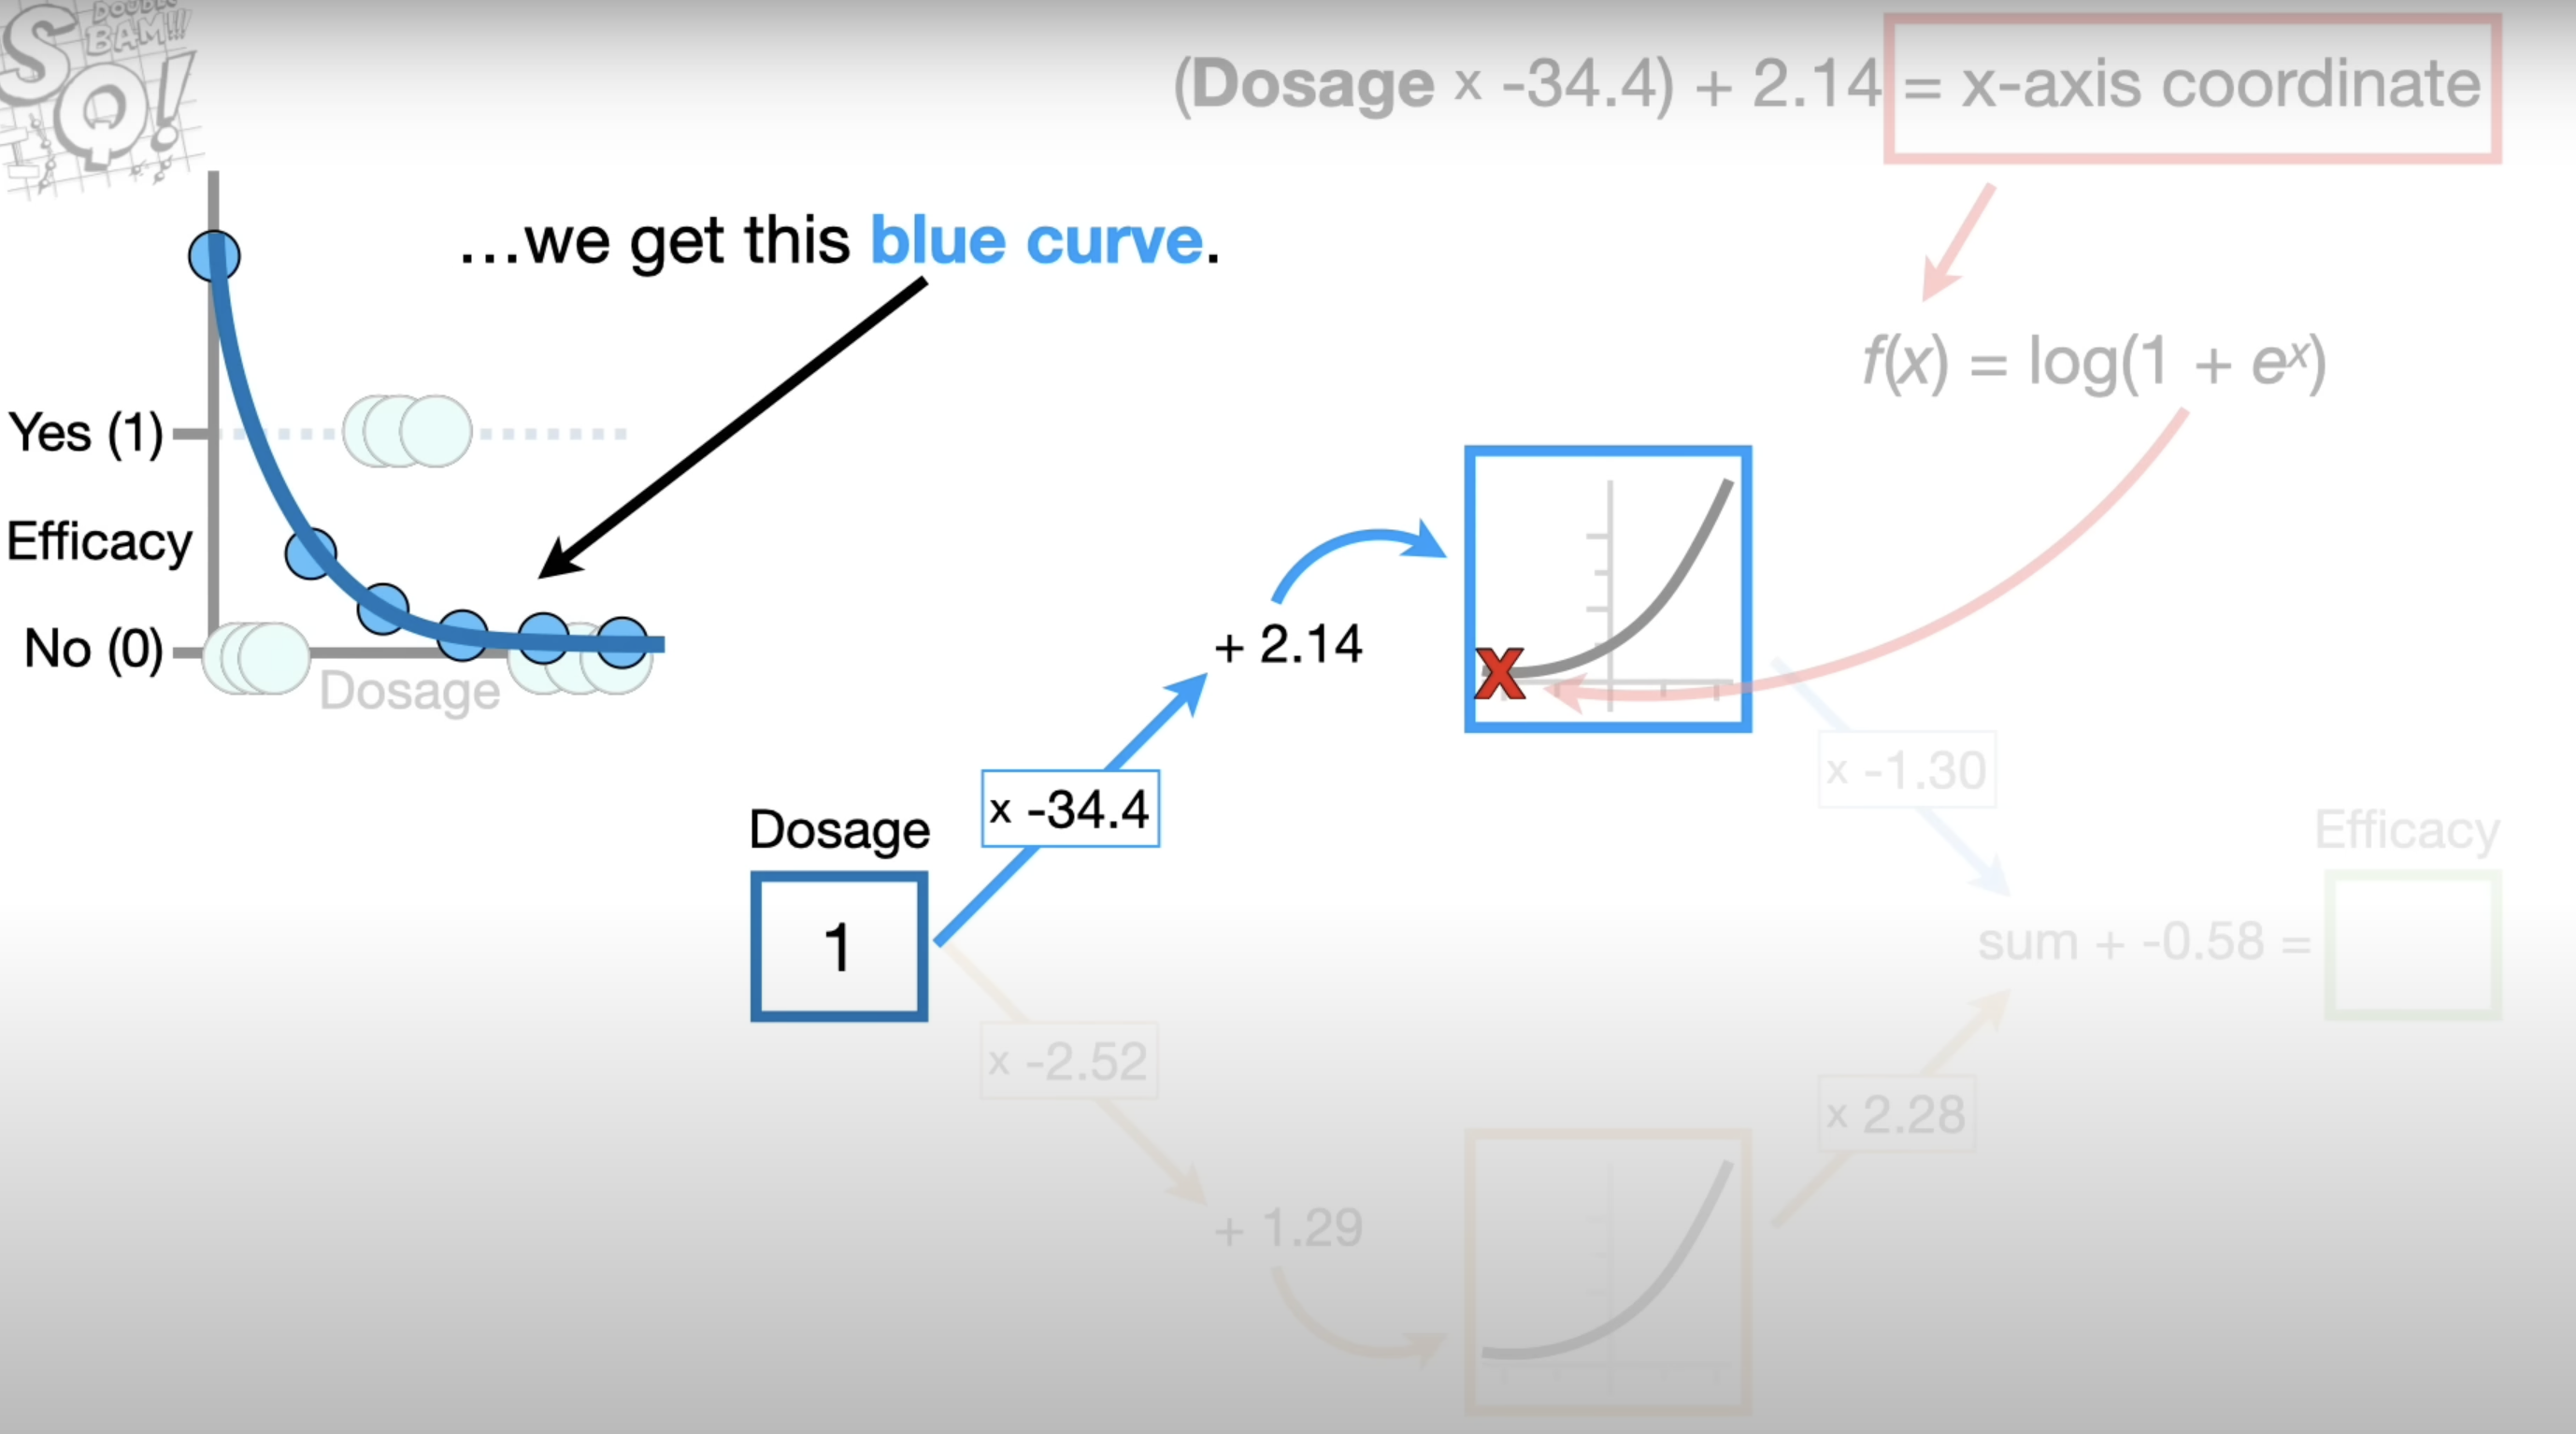 DOUBLE
BAM!!!
SQ!
(Dosage x -34.4) + 2.14 = x-axis coordinate
...we get this blue curve.
f(x) = log(1 + eˣ)
Yes (1)
Efficacy
No (0)
Dosage
+ 2.14
X
x -34.4
x -1.30
Dosage
Efficacy
1
sum + -0.58 =
x -2.52
x 2.28
+ 1.29